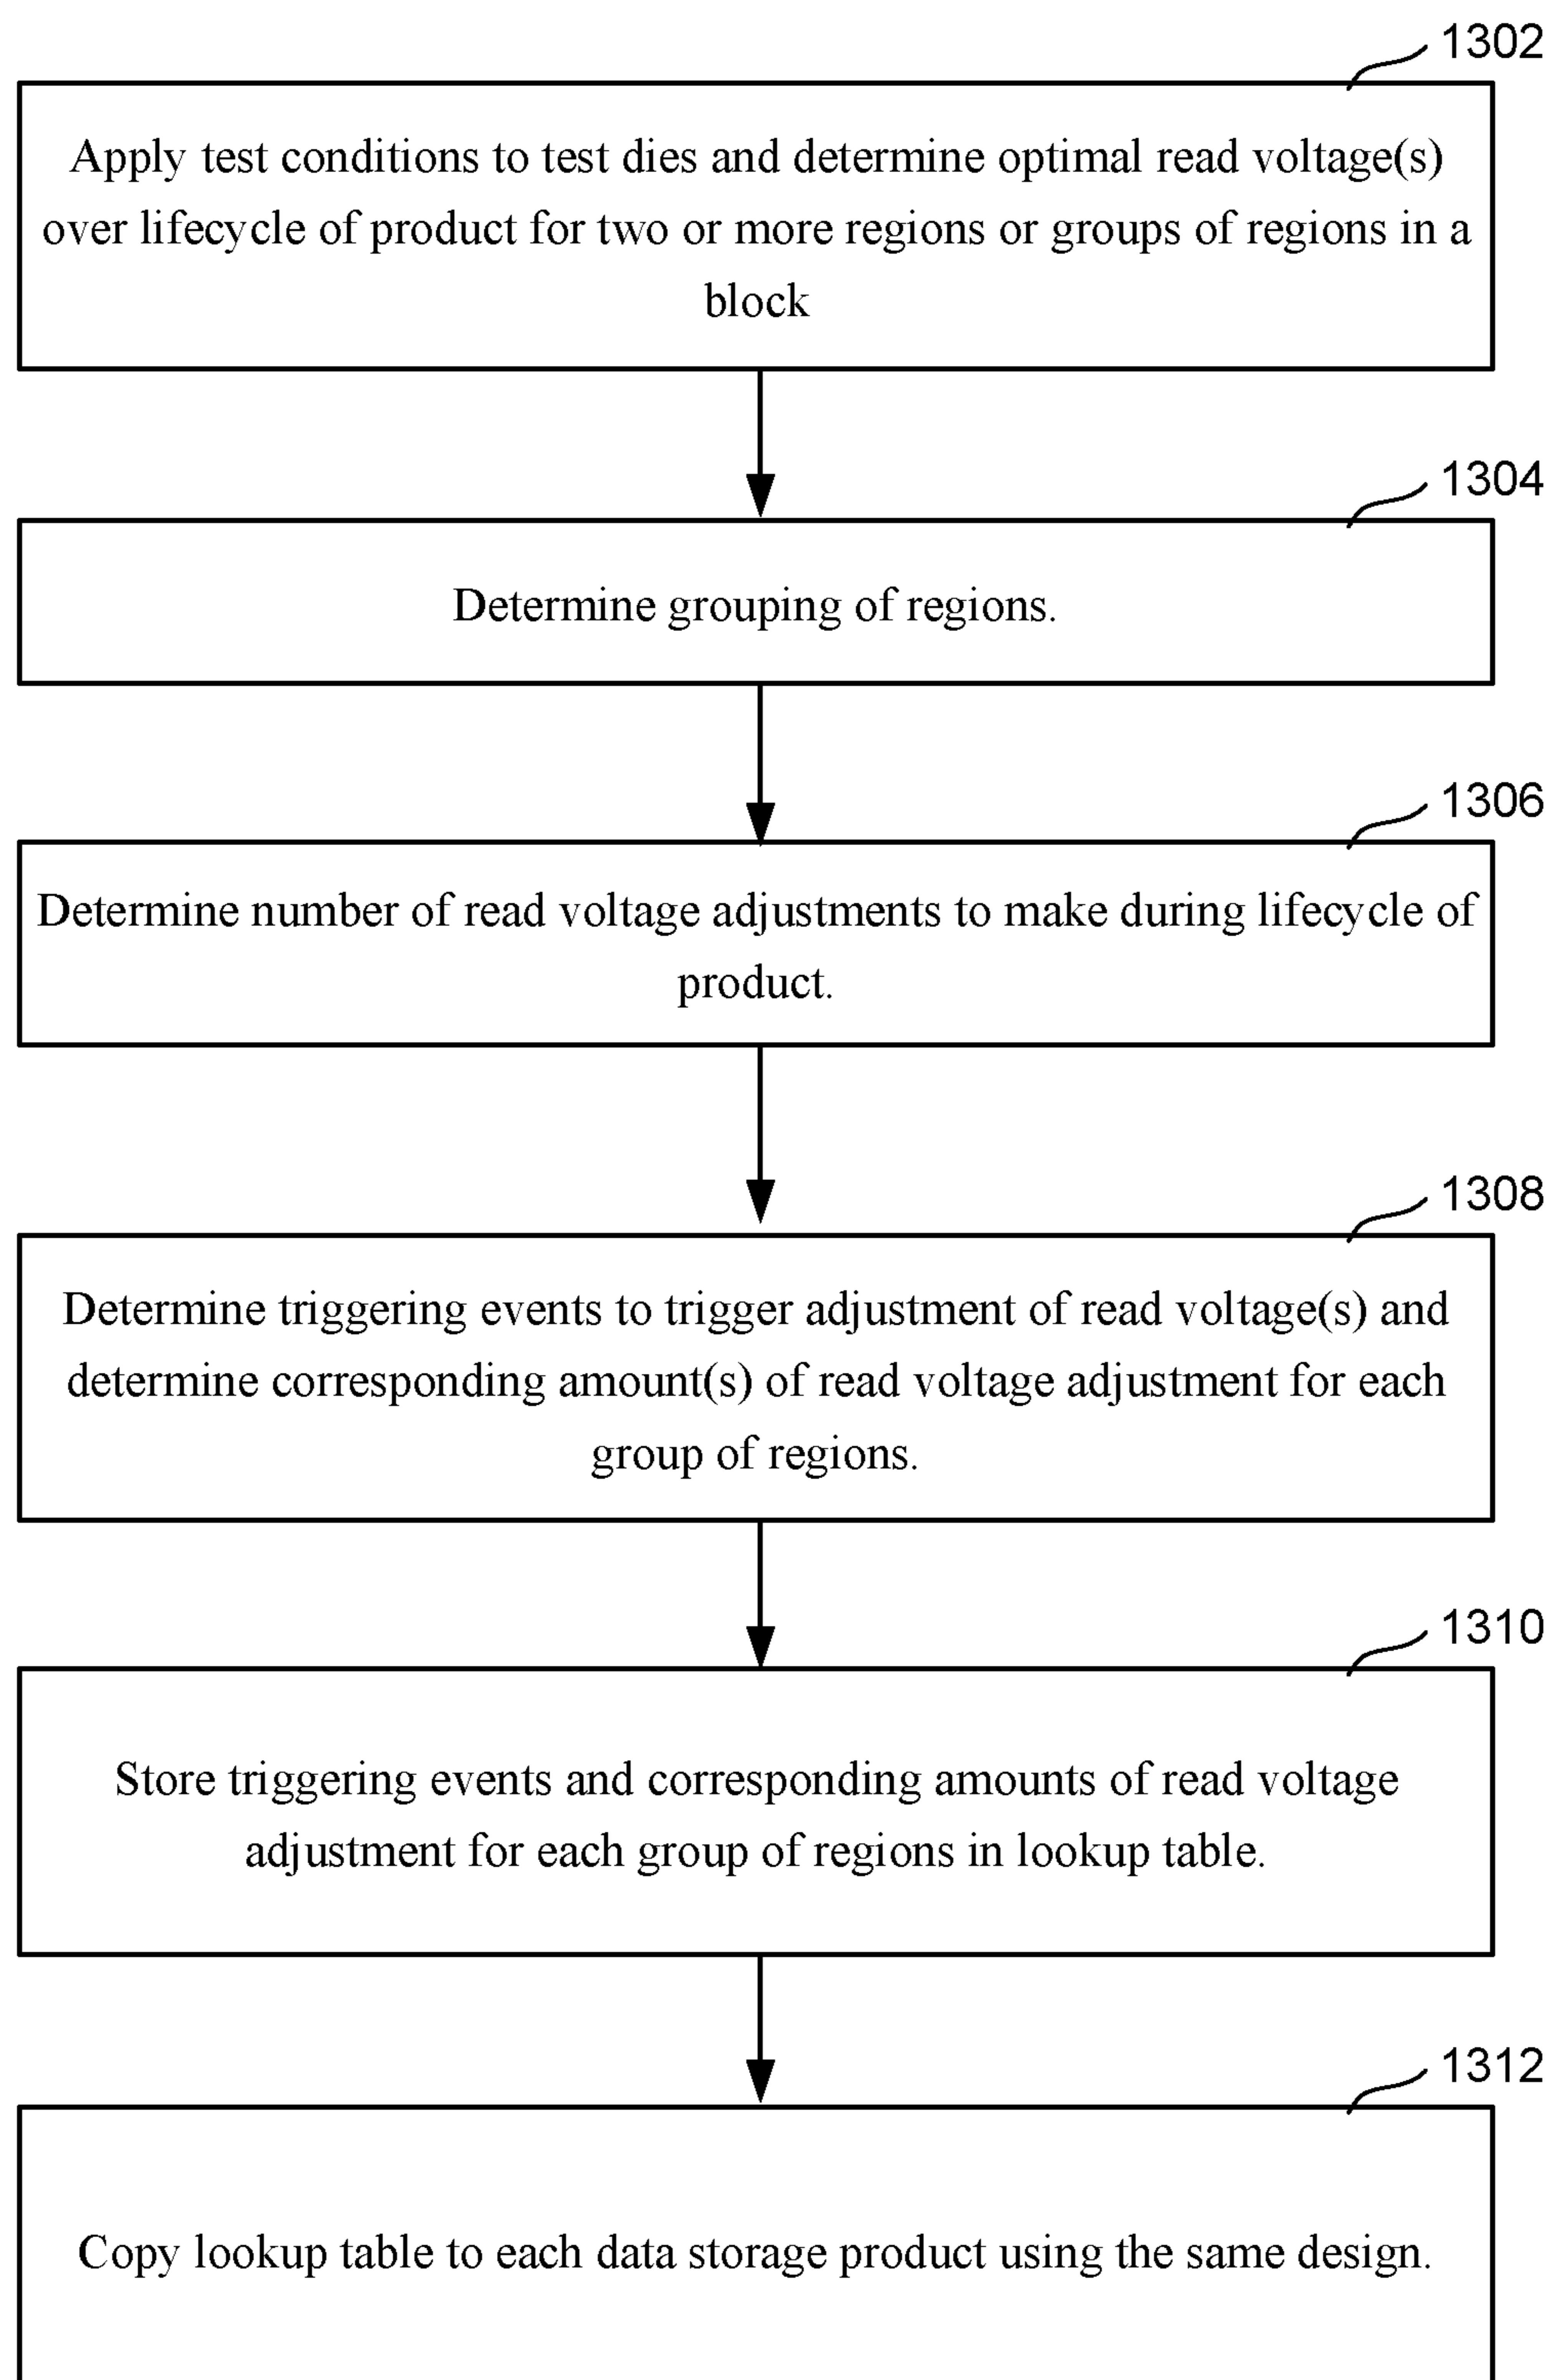 1302
Apply test conditions to test dies and determine optimal read voltage(s)
over lifecycle of product for two or more regions or groups of regions in a
block
1304
Determine grouping of regions.
1306
Determine number of read voltage adjustments to make during lifecycle of
product.
1308
Determine triggering events to trigger adjustment of read voltage(s) and
determine corresponding amount(s) of read voltage adjustment for each
group of regions.
1310
Store triggering events and corresponding amounts of read voltage
adjustment for each group of regions in lookup table.
1312
Copy lookup table to each data storage product using the same design.